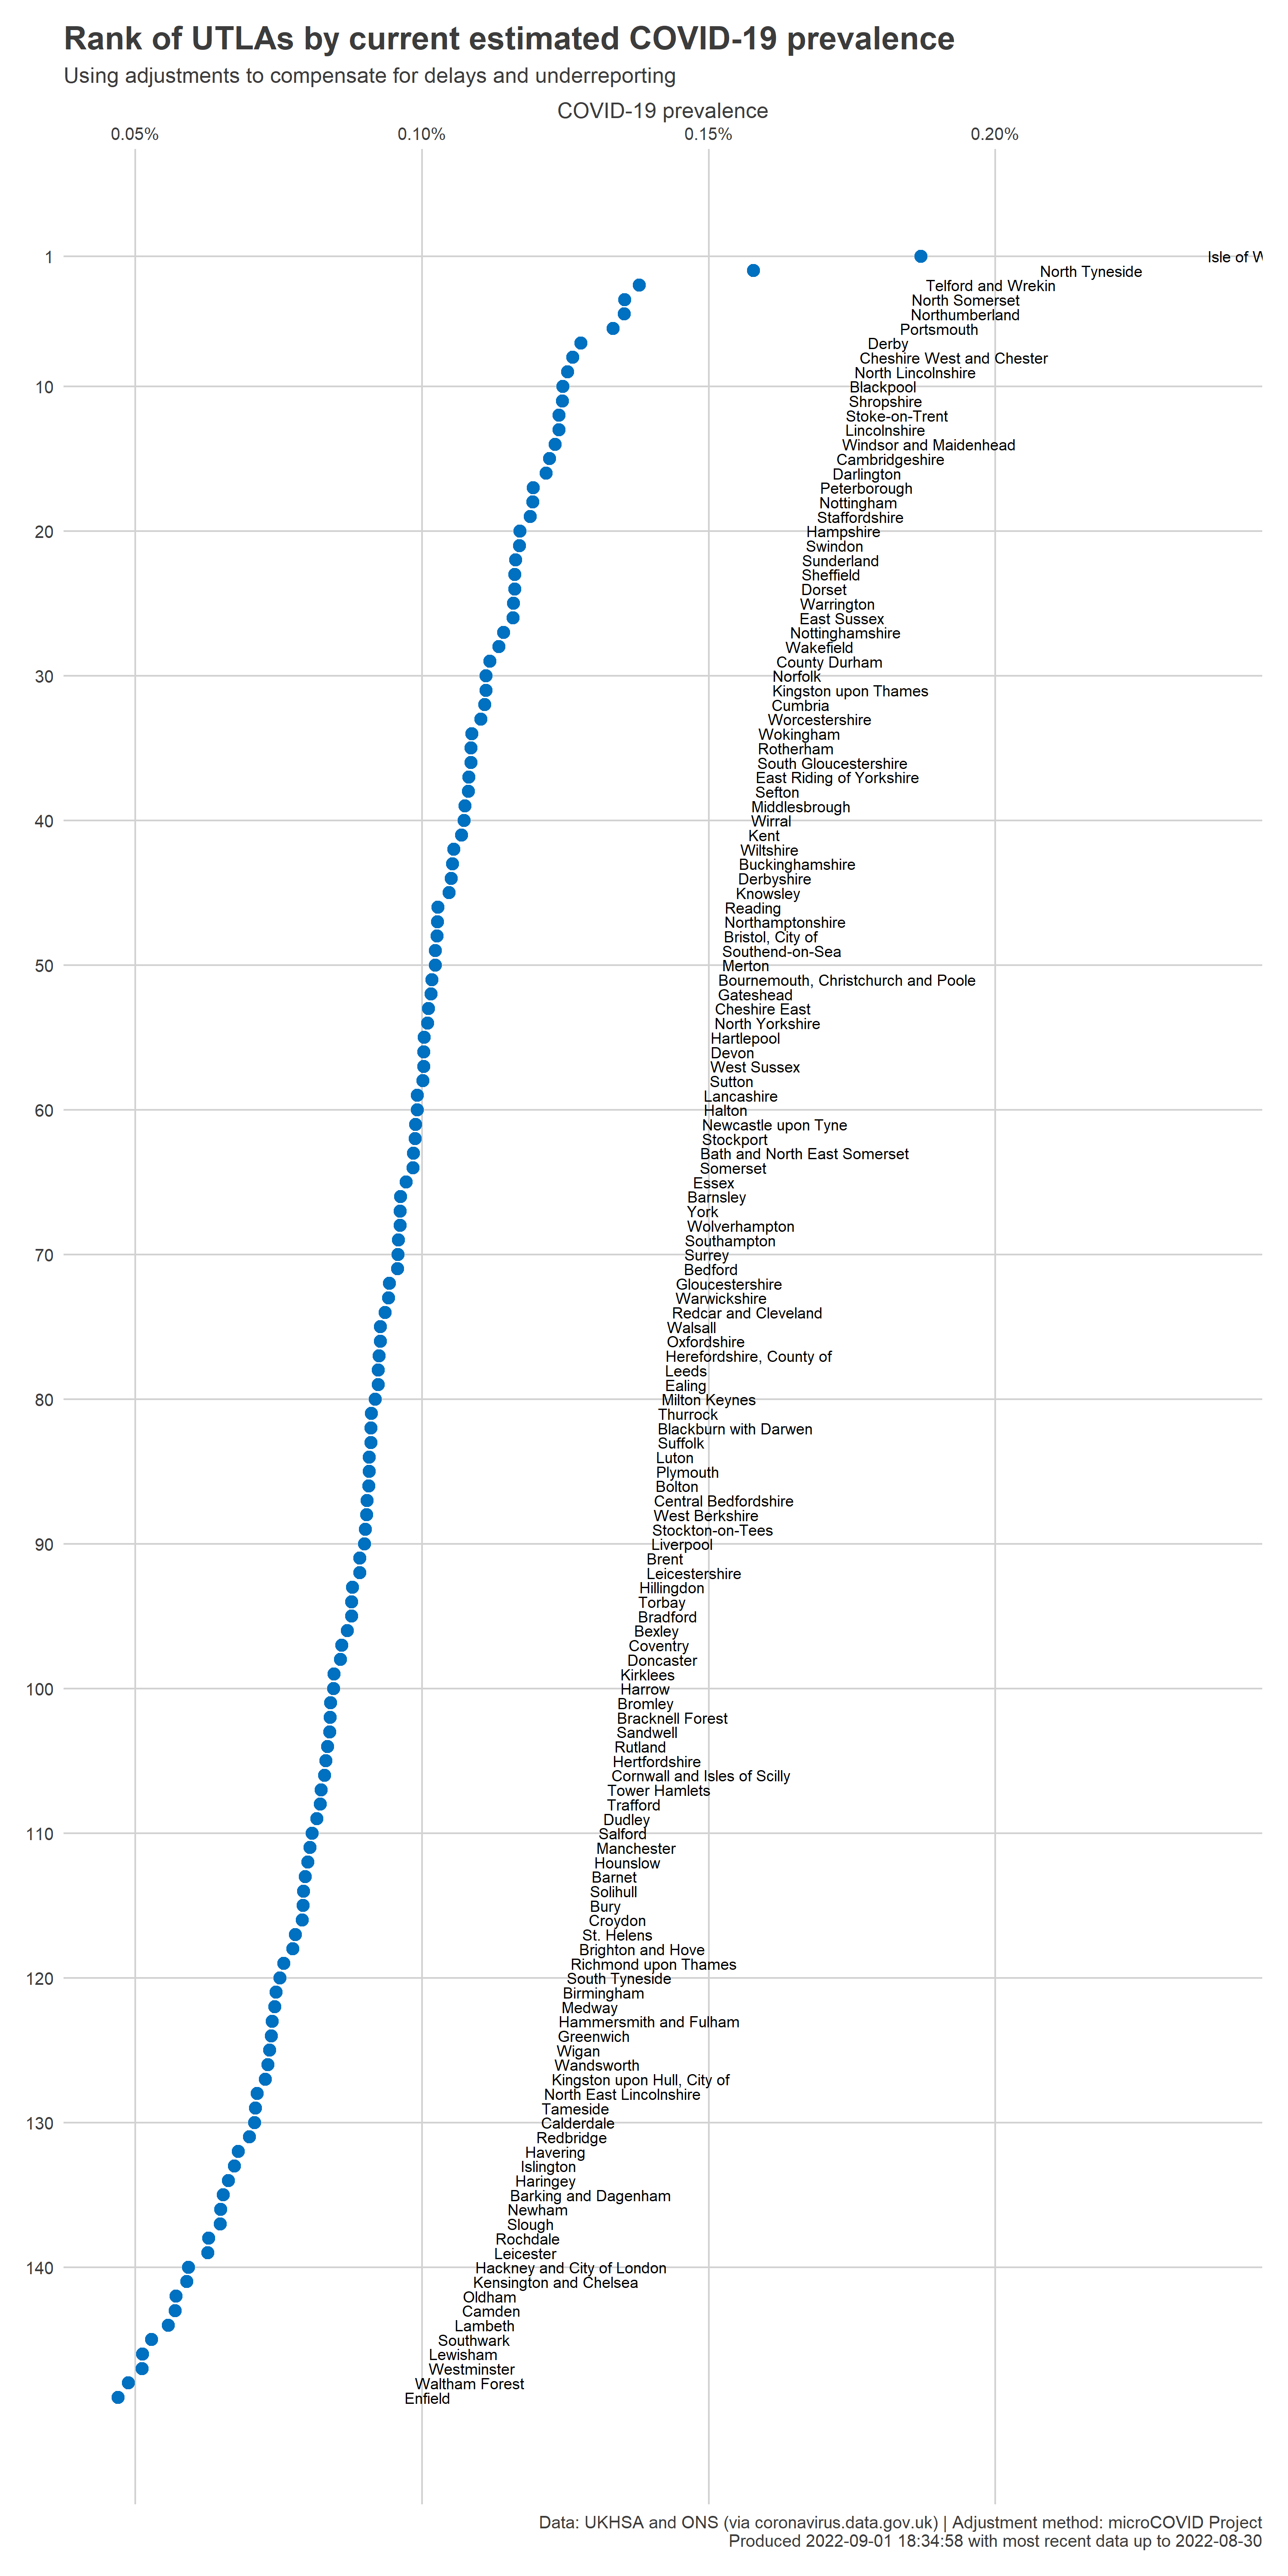 Rank of UTLAs by current estimated COVID-19 prevalence
Using adjustments to compensate for delays and underreporting
COVID-19 prevalence
0.05% 0.10% 0.15% 0.20%
1 Isle of W
North Tyneside
Telford and Wrekin
North Somerset
Northumberland
Portsmouth
Derby
Cheshire West and Chester
North Lincolnshire
10 Blackpool
Shropshire
Stoke-on-Trent
Lincolnshire
Windsor and Maidenhead
Cambridgeshire
Darlington
Peterborough
Nottingham
Staffordshire
20 Hampshire
Swindon
Sunderland
Sheffield
Dorset
Warrington
East Sussex
Nottinghamshire
Wakefield
County Durham
30 Norfolk
Kingston upon Thames
Cumbria
Worcestershire
Wokingham
Rotherham
South Gloucestershire
East Riding of Yorkshire
Sefton
Middlesbrough
40 Wirral
Kent
Wiltshire
Buckinghamshire
Derbyshire
Knowsley
Reading
Northamptonshire
Bristol, City of
Southend-on-Sea
50 Merton
Bournemouth, Christchurch and Poole
Gateshead
Cheshire East
North Yorkshire
Hartlepool
Devon
West Sussex
Sutton
Lancashire
60 Halton
Newcastle upon Tyne
Stockport
Bath and North East Somerset
Somerset
Essex
Barnsley
York
Wolverhampton
Southampton
70 Surrey
Bedford
Gloucestershire
Warwickshire
Redcar and Cleveland
Walsall
Oxfordshire
Herefordshire, County of
Leeds
Ealing
80 Milton Keynes
Thurrock
Blackburn with Darwen
Suffolk
Luton
Plymouth
Bolton
Central Bedfordshire
West Berkshire
Stockton-on-Tees
90 Liverpool
Brent
Leicestershire
Hillingdon
Torbay
Bradford
Bexley
Coventry
Doncaster
Kirklees
100 Harrow
Bromley
Bracknell Forest
Sandwell
Rutland
Hertfordshire
Cornwall and Isles of Scilly
Tower Hamlets
Trafford
Dudley
110 Salford
Manchester
Hounslow
Barnet
Solihull
Bury
Croydon
St. Helens
Brighton and Hove
Richmond upon Thames
120 South Tyneside
Birmingham
Medway
Hammersmith and Fulham
Greenwich
Wigan
Wandsworth
Kingston upon Hull, City of
North East Lincolnshire
Tameside
130 Calderdale
Redbridge
Havering
Islington
Haringey
Barking and Dagenham
Newham
Slough
Rochdale
Leicester
140 Hackney and City of London
Kensington and Chelsea
Oldham
Camden
Lambeth
Southwark
Lewisham
Westminster
Waltham Forest
Enfield
Data: UKHSA and ONS (via coronavirus.data.gov.uk) | Adjustment method: microCOVID Project
Produced 2022-09-01 18:34:58 with most recent data up to 2022-08-30